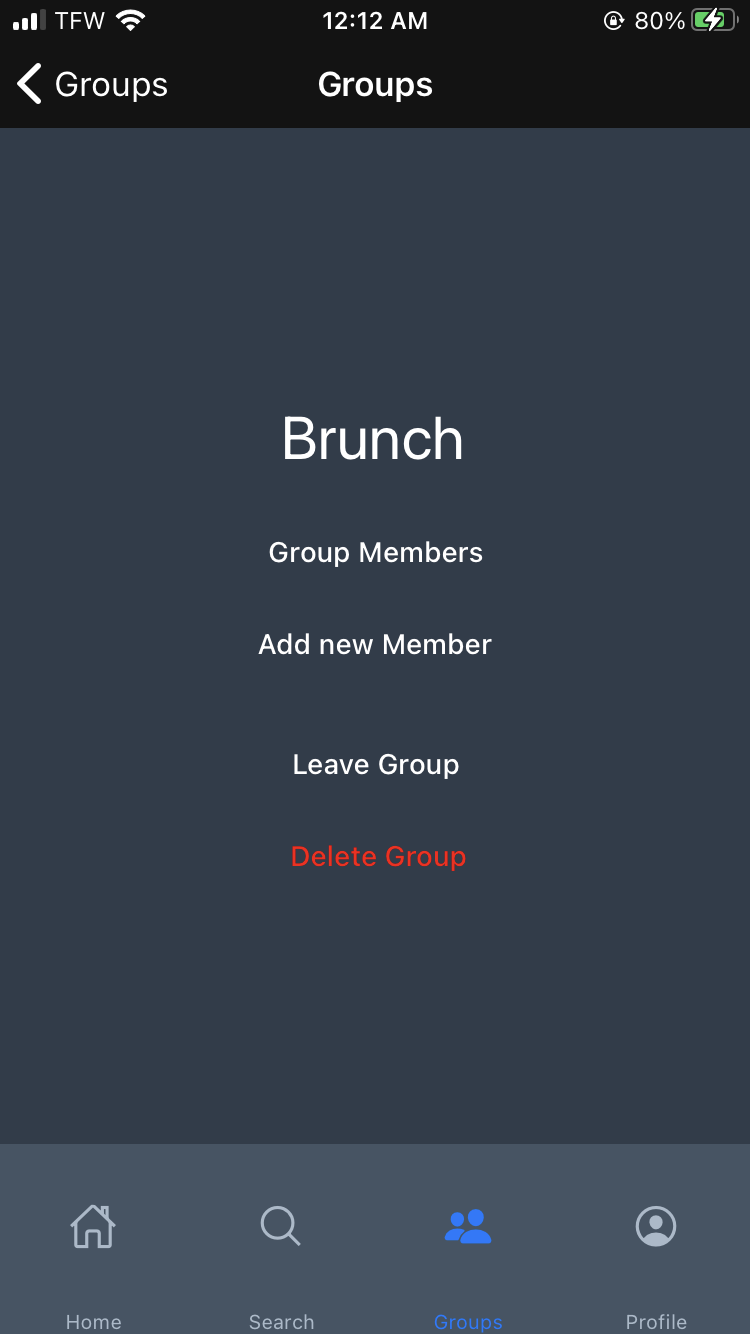 TFW 12:12 AM 80%
Groups Groups
Brunch
Group Members
Add new Member
Leave Group
Delete Group
Home Search Groups Profile